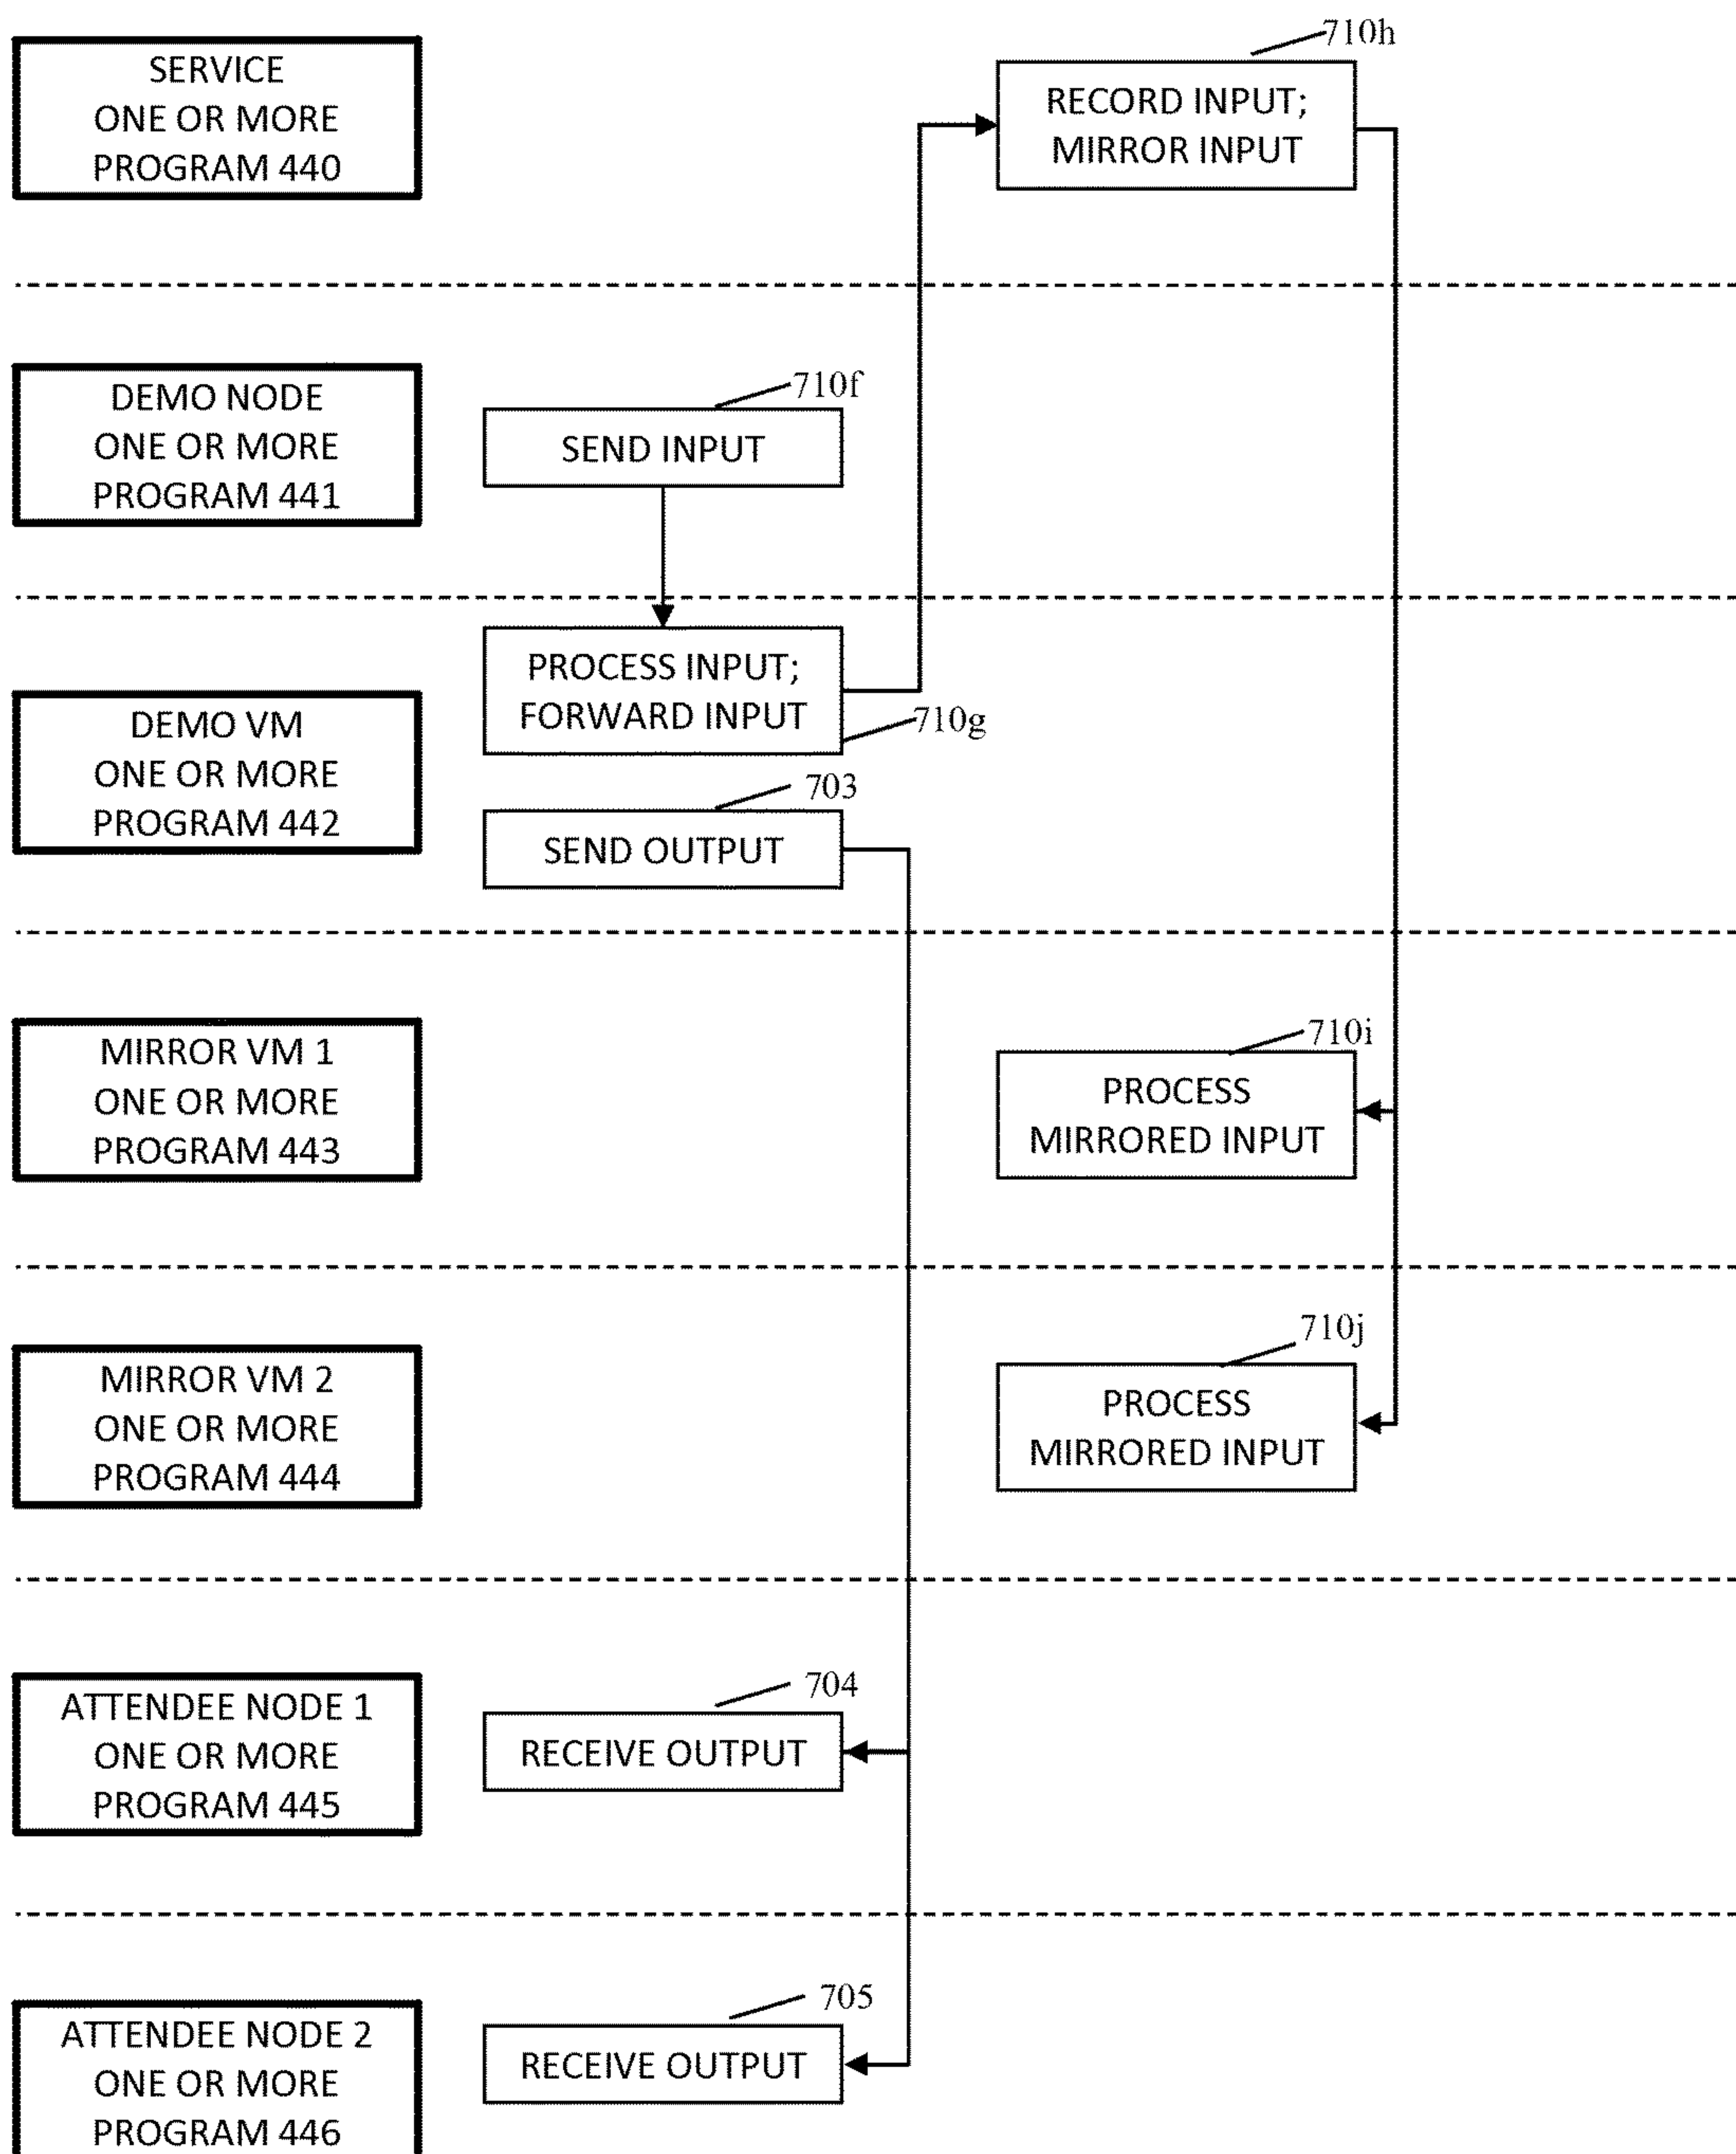 SERVICE
ONE OR MORE
PROGRAM 440
710h
RECORD INPUT;
MIRROR INPUT
DEMO NODE
ONE OR MORE
PROGRAM 441
710f
SEND INPUT
DEMO VM
ONE OR MORE
PROGRAM 442
PROCESS INPUT;
FORWARD INPUT
710g
703
SEND OUTPUT
MIRROR VM 1
ONE OR MORE
PROGRAM 443
710i
PROCESS
MIRRORED INPUT
MIRROR VM 2
ONE OR MORE
PROGRAM 444
710j
PROCESS
MIRRORED INPUT
ATTENDEE NODE 1
ONE OR MORE
PROGRAM 445
704
RECEIVE OUTPUT
ATTENDEE NODE 2
ONE OR MORE
PROGRAM 446
705
RECEIVE OUTPUT